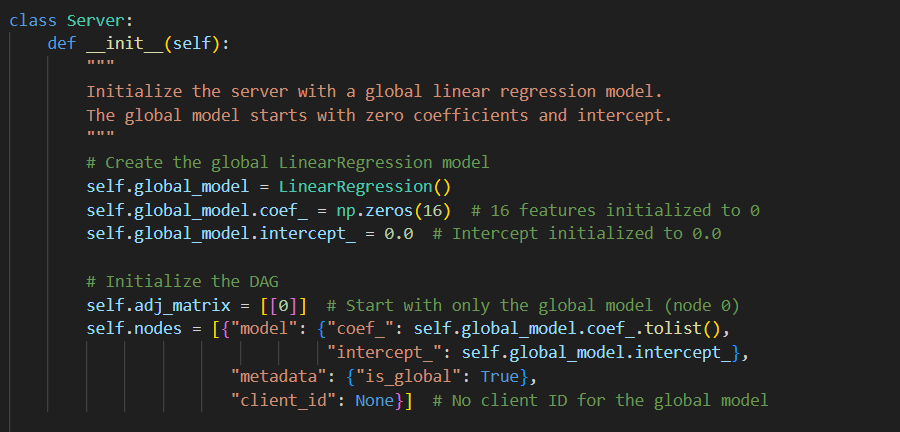 class Server:
    def __init__(self):
        """
        Initialize the server with a global linear regression model.
        The global model starts with zero coefficients and intercept.
        """
        # Create the global LinearRegression model
        self.global_model = LinearRegression()
        self.global_model.coef_ = np.zeros(16)  # 16 features initialized to 0
        self.global_model.intercept_ = 0.0  # Intercept initialized to 0.0

        # Initialize the DAG
        self.adj_matrix = [[0]]  # Start with only the global model (node 0)
        self.nodes = [{"model": {"coef_": self.global_model.coef_.tolist(),
                                 "intercept_": self.global_model.intercept_},
                       "metadata": {"is_global": True},
                       "client_id": None}]  # No client ID for the global model